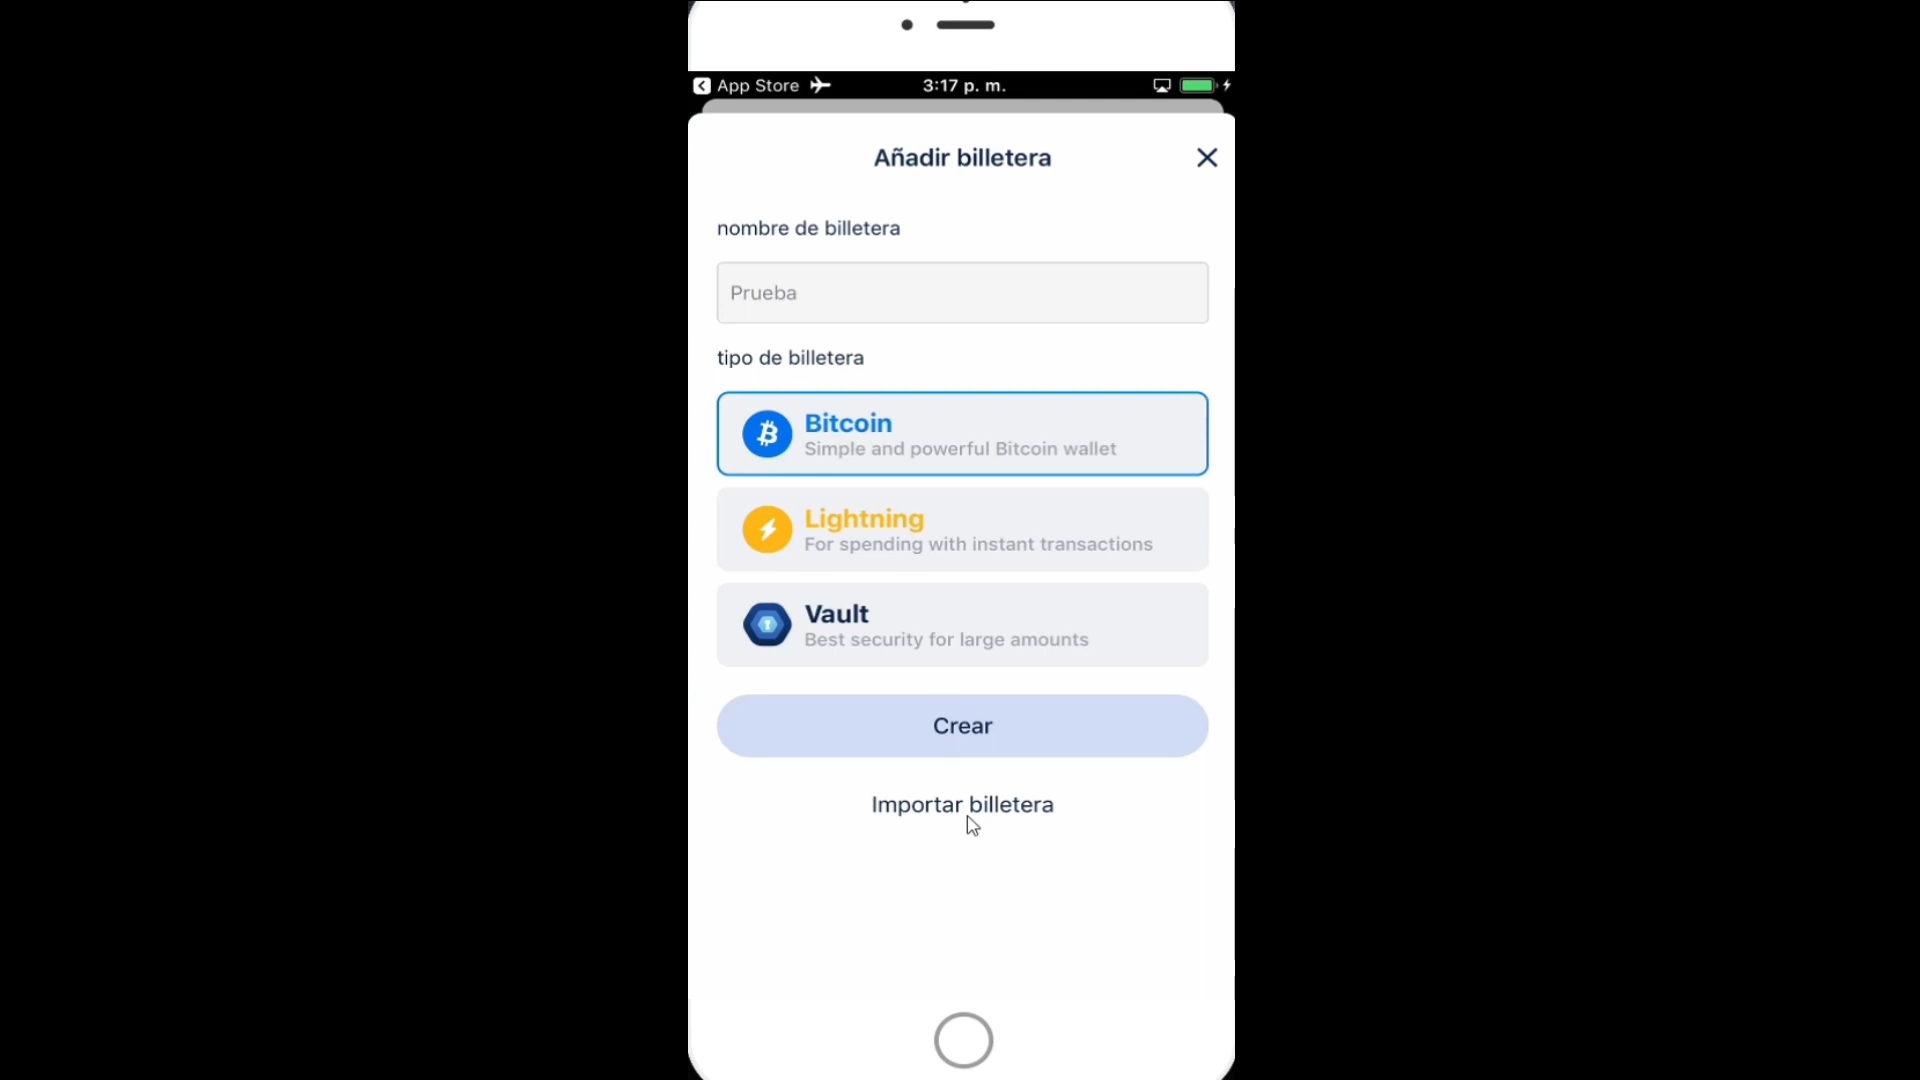 App Store
3:17 p. m.
Añadir billetera
nombre de billetera
Prueba
tipo de billetera
Bitcoin
Simple and powerful Bitcoin wallet
Lightning
For spending with instant transactions
Vault
Best security for large amounts
Crear
Importar billetera